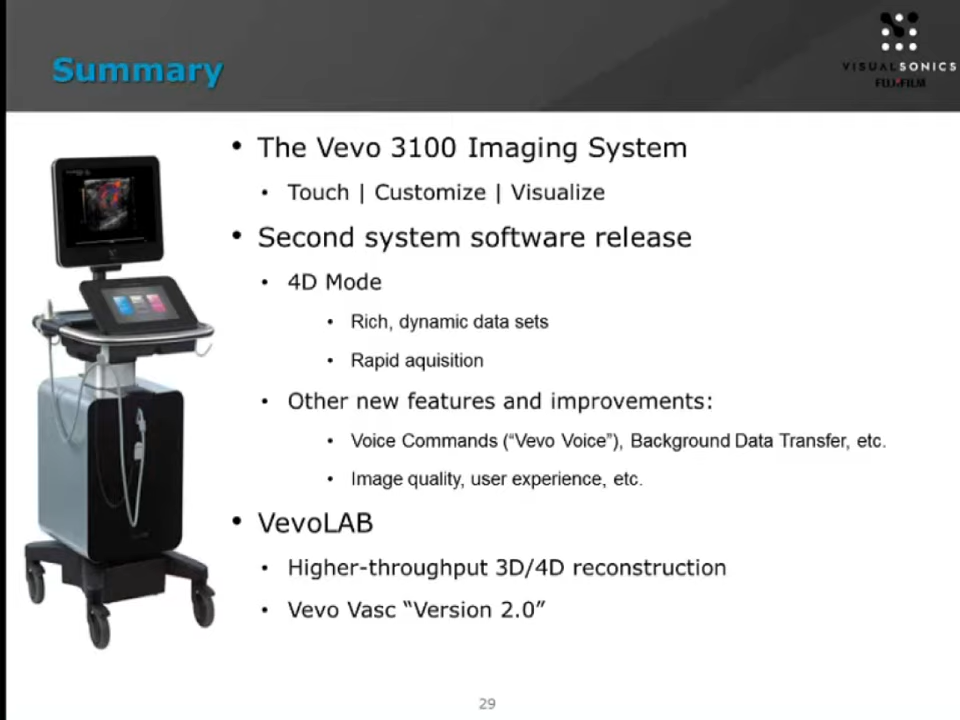 Summary
VISUALSONICS
FUJIFILM
• The Vevo 3100 Imaging System
• Touch | Customize | Visualize
• Second system software release
• 4D Mode
• Rich, dynamic data sets
• Rapid aquisition
• Other new features and improvements:
• Voice Commands (“Vevo Voice”), Background Data Transfer, etc.
• Image quality, user experience, etc.
• VevoLAB
• Higher-throughput 3D/4D reconstruction
• Vevo Vasc “Version 2.0”
29